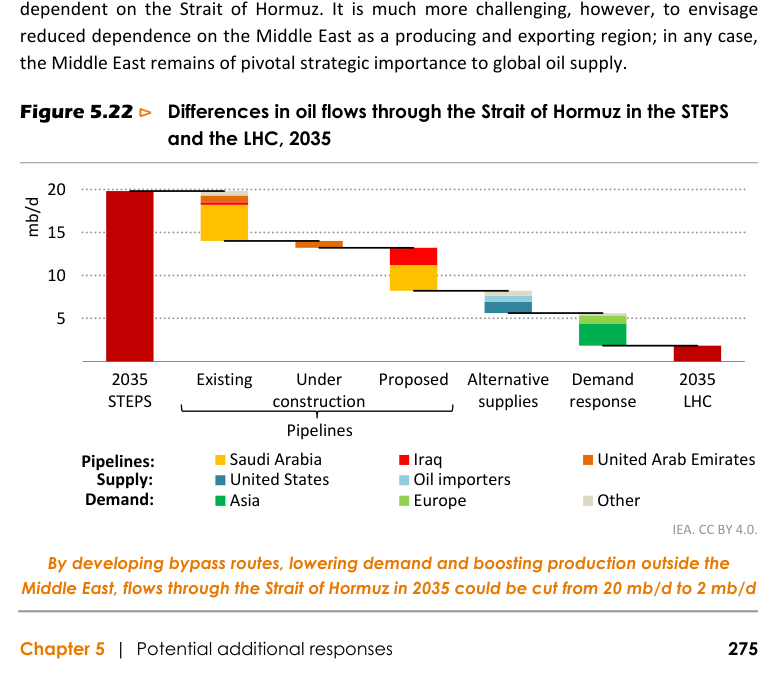 dependent on the Strait of Hormuz. It is much more challenging, however, to envisage
reduced dependence on the Middle East as a producing and exporting region; in any case,
the Middle East remains of pivotal strategic importance to global oil supply.
Figure 5.22 ▻ Differences in oil flows through the Strait of Hormuz in the STEPS
and the LHC, 2035
mb/d
20
15
10
5
2035
STEPS
Existing
Under
construction
Proposed
Alternative
supplies
Demand
response
2035
LHC
Pipelines
Pipelines: Saudi Arabia Iraq United Arab Emirates
Supply: United States Oil importers
Demand: Asia Europe Other
IEA. CC BY 4.0.
By developing bypass routes, lowering demand and boosting production outside the
Middle East, flows through the Strait of Hormuz in 2035 could be cut from 20 mb/d to 2 mb/d
Chapter 5 | Potential additional responses 275